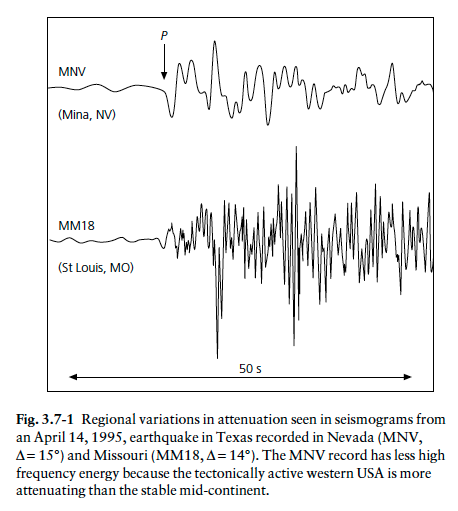 P
MNV
(Mina, NV)
MM18
(St Louis, MO)
50 s
Fig. 3.7-1 Regional variations in attenuation seen in seismograms from
an April 14, 1995, earthquake in Texas recorded in Nevada (MNV,
Δ = 15°) and Missouri (MM18, Δ = 14°). The MNV record has less high
frequency energy because the tectonically active western USA is more
attenuating than the stable mid-continent.